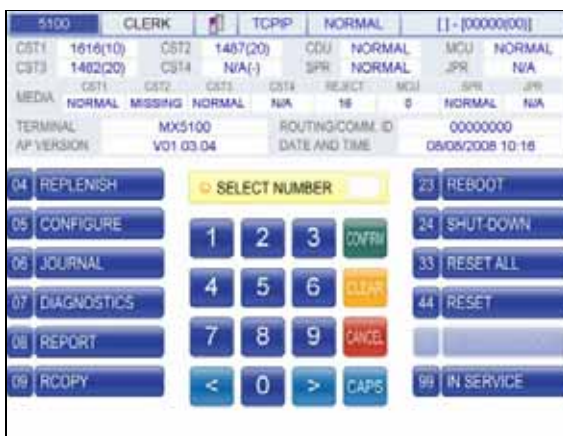 5100 CLERK TCPIP NORMAL [ ] - [00000(00)]
CST1 1616(10) CST2 1487(20) CDU NORMAL MCU NORMAL
CST3 1482(20) CST4 N/A(-) SPR NORMAL JPR N/A
MEDIA CST1 CST2 CST3 CST4 REJECT MCU SPR JPR
NORMAL MISSING NORMAL N/A 16 0 NORMAL N/A
TERMINAL MX5100 ROUTING/COMM. ID 00000000
AP VERSION V01.03.04 DATE AND TIME 08/08/2008 10:16
04 REPLENISH SELECT NUMBER 23 REBOOT
05 CONFIGURE 1 2 3 CONFIRM 24 SHUT-DOWN
06 JOURNAL 4 5 6 CLEAR 33 RESET ALL
07 DIAGNOSTICS 44 RESET
08 REPORT 7 8 9 CANCEL
09 RCOPY < 0 > CAPS 99 IN SERVICE